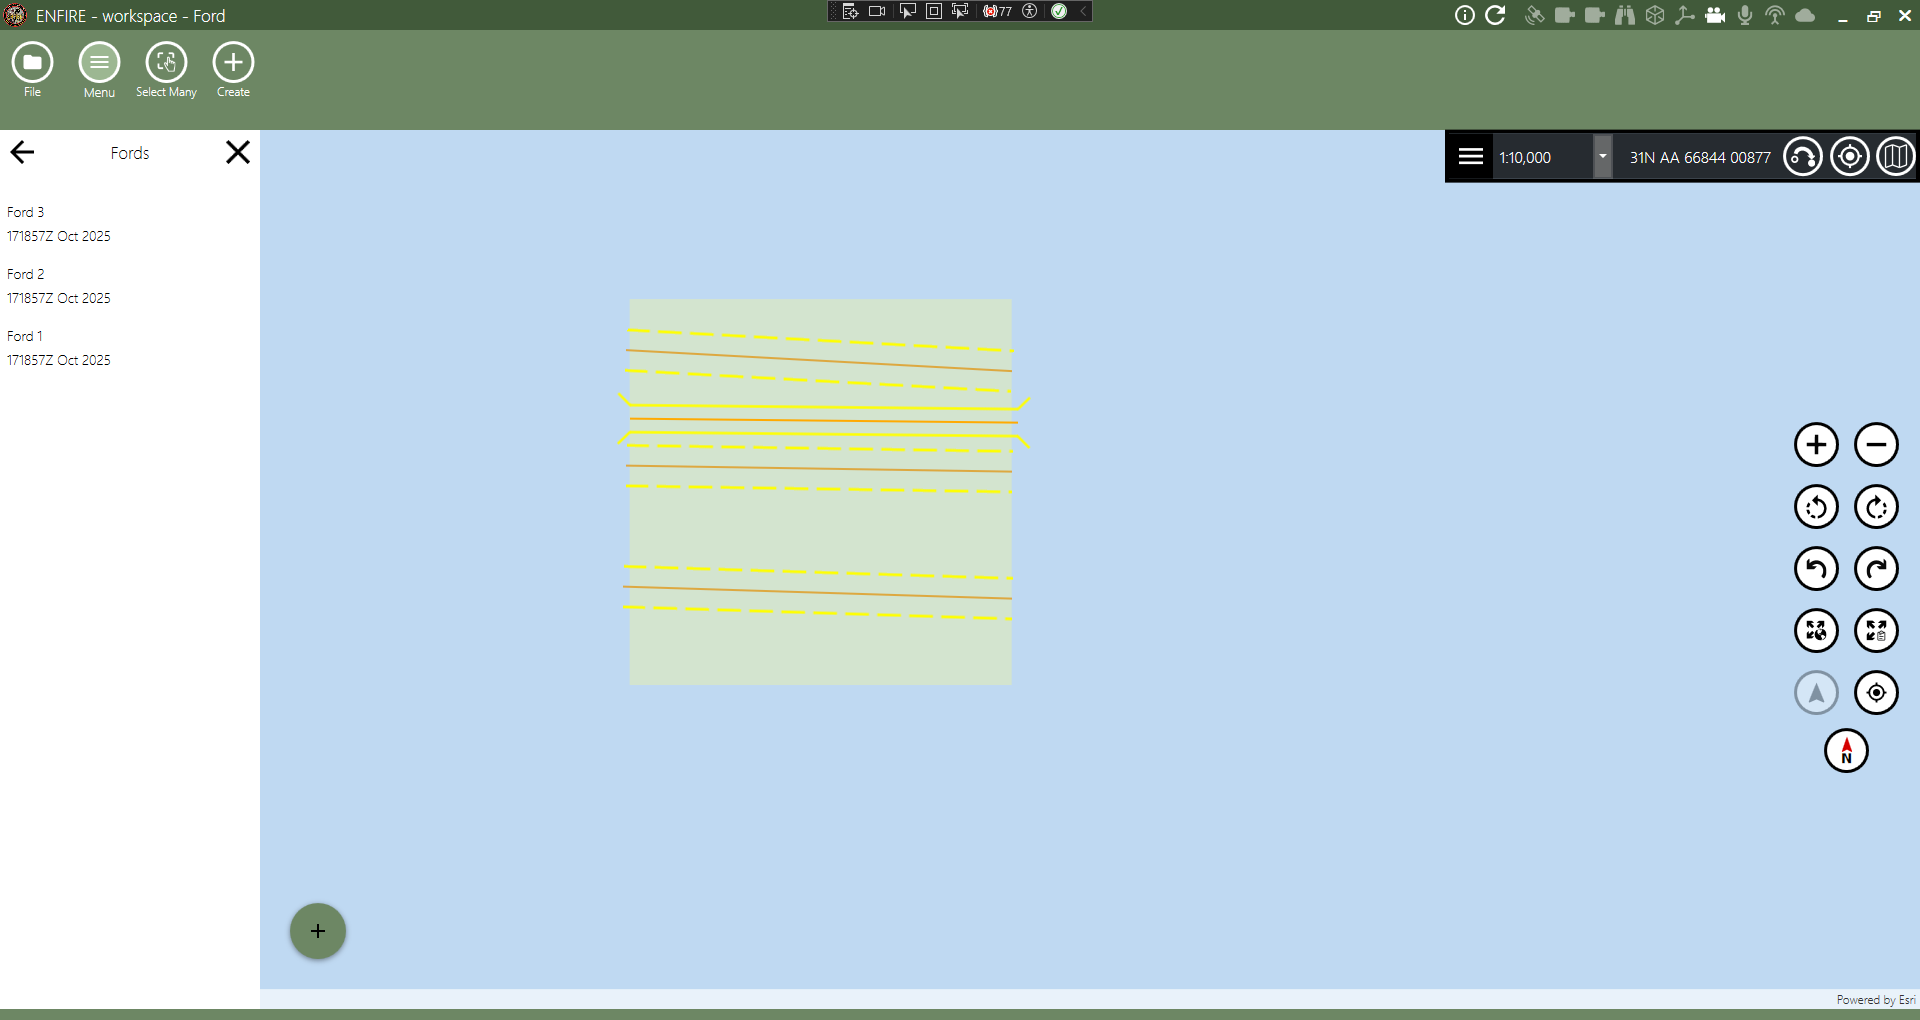 ENFIRE - workspace - Ford
77
File
Menu
Select Many
Create
Fords
Ford 3
171857Z Oct 2025
Ford 2
171857Z Oct 2025
Ford 1
171857Z Oct 2025
1:10,000
31N AA 66844 00877
N
Powered by Esri